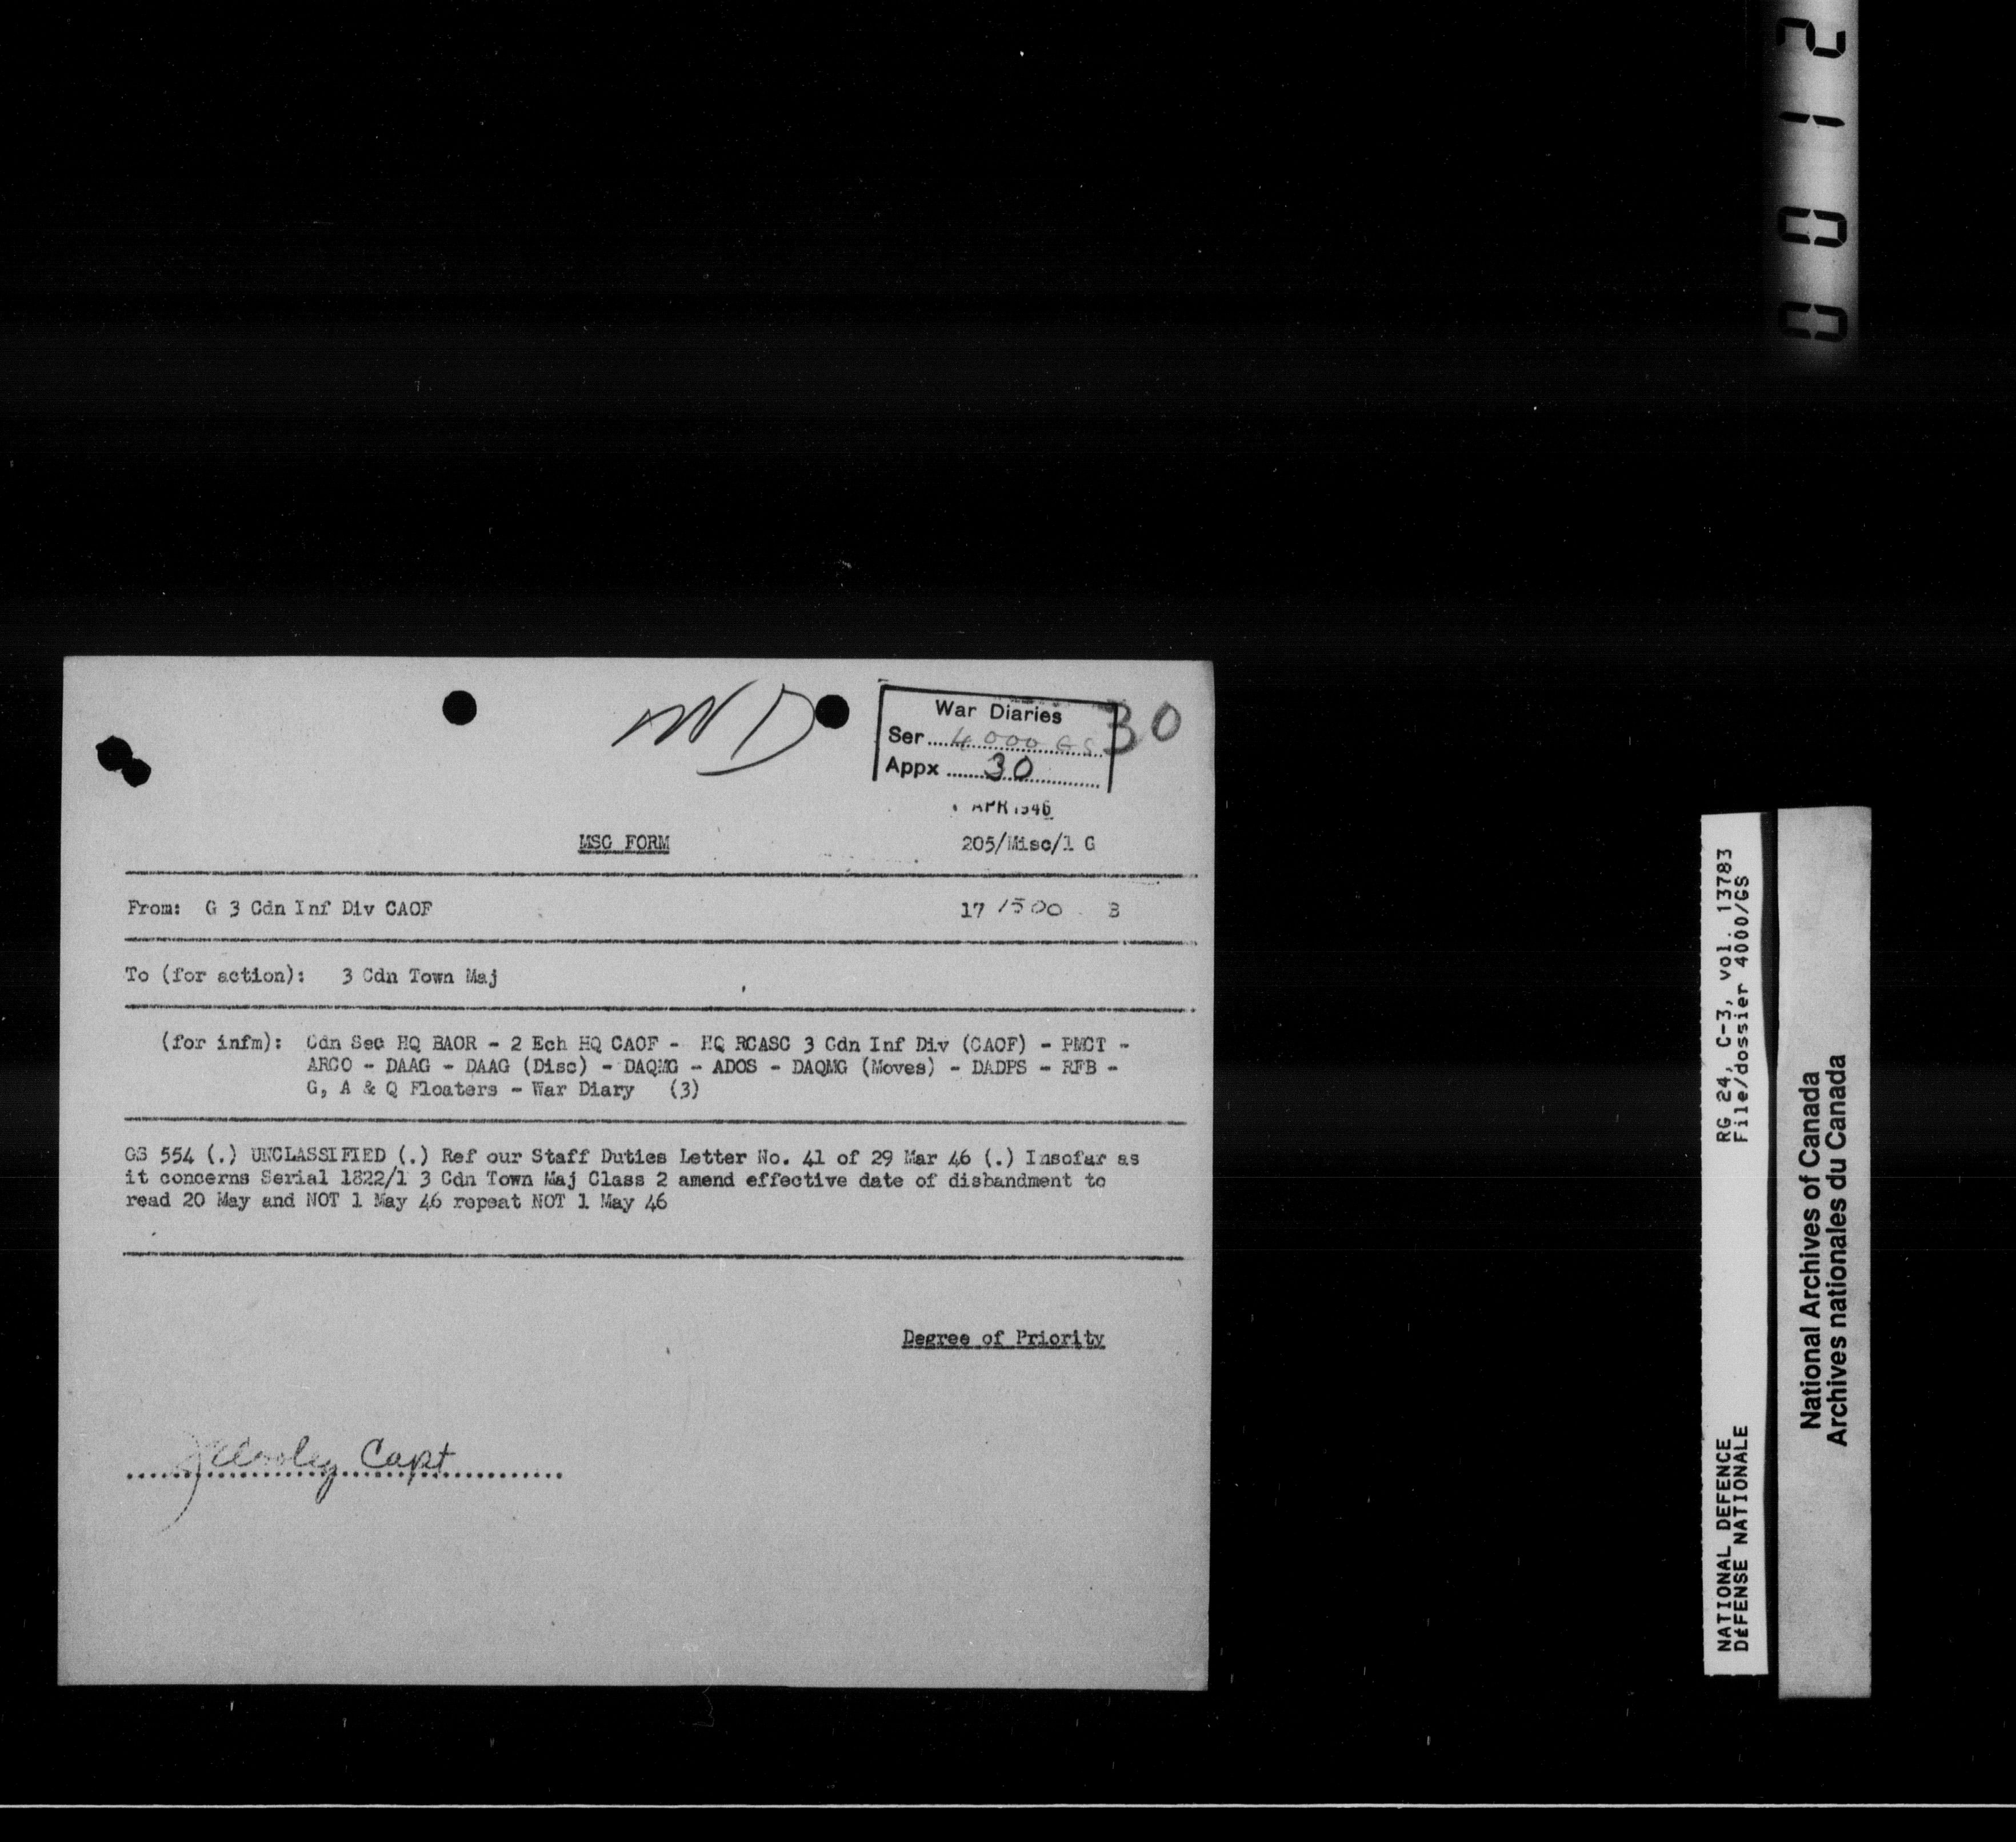 0012
WD
War Diaries
Ser 4000 GS
Appx 30
30
APR 1946
MSG FORM
205/Misc/1 G
From: G 3 Cdn Inf Div CAOF
17 1500 B
To (for action): 3 Cdn Town Maj
(for infm): Cdn Sec HQ BAOR - 2 Ech HQ CAOF - HQ RCASC 3 Cdn Inf Div (CAOF) - PMCT -
ARCO - DAAG - DAAG (Disc) - DAQMG - ADOS - DAQMG (Moves) - DADPS - RFB -
G, A & Q Floaters - War Diary (3)
GS 554 (.) UNCLASSIFIED (.) Ref our Staff Duties Letter No. 41 of 29 Mar 46 (.) Insofar as
it concerns Serial 1822/1 3 Cdn Town Maj Class 2 amend effective date of disbandment to
read 20 May and NOT 1 May 46 repeat NOT 1 May 46
Degree of Priority
Capt
NATIONAL DEFENCE RG 24, C-3, vol. 13783
DÉFENSE NATIONALE File/dossier 4000/GS
National Archives of Canada
Archives nationales du Canada